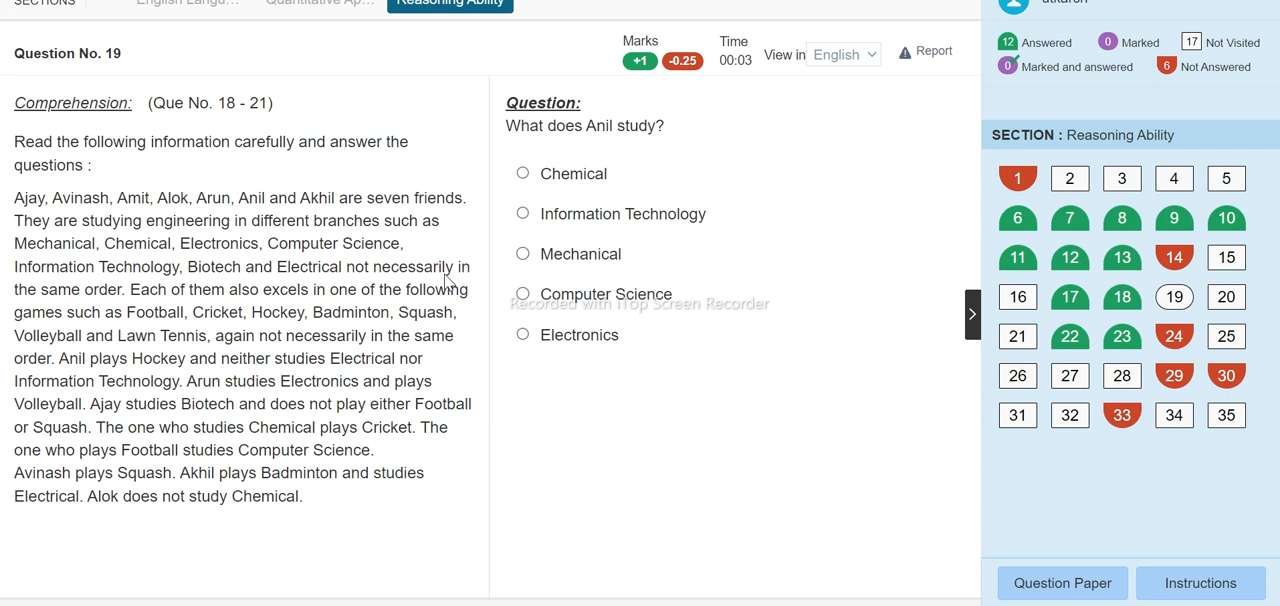 SECTIONS English Langu... Quantitative Ap... Reasoning Ability
Question No. 19
Marks
+1 -0.25
Time
00:03
View in English
Report
Comprehension: (Que No. 18 - 21)
Read the following information carefully and answer the
questions :
Ajay, Avinash, Amit, Alok, Arun, Anil and Akhil are seven friends.
They are studying engineering in different branches such as
Mechanical, Chemical, Electronics, Computer Science,
Information Technology, Biotech and Electrical not necessarily in
the same order. Each of them also excels in one of the following
games such as Football, Cricket, Hockey, Badminton, Squash,
Volleyball and Lawn Tennis, again not necessarily in the same
order. Anil plays Hockey and neither studies Electrical nor
Information Technology. Arun studies Electronics and plays
Volleyball. Ajay studies Biotech and does not play either Football
or Squash. The one who studies Chemical plays Cricket. The
one who plays Football studies Computer Science.
Avinash plays Squash. Akhil plays Badminton and studies
Electrical. Alok does not study Chemical.
Question:
What does Anil study?
Chemical
Information Technology
Mechanical
Computer Science
Recorded with iTop Screen Recorder
Electronics
12 Answered 0 Marked 17 Not Visited
0 Marked and answered 6 Not Answered
SECTION : Reasoning Ability
1 2 3 4 5
6 7 8 9 10
11 12 13 14 15
16 17 18 19 20
21 22 23 24 25
26 27 28 29 30
31 32 33 34 35
Question Paper Instructions